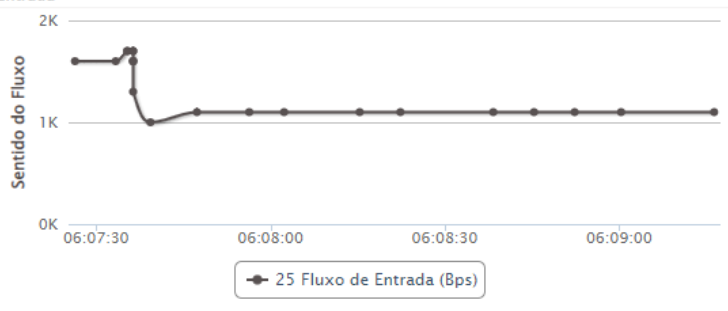 2K
Sentido do Fluxo
1K
0K
06:07:30 06:08:00 06:08:30 06:09:00
25 Fluxo de Entrada (Bps)